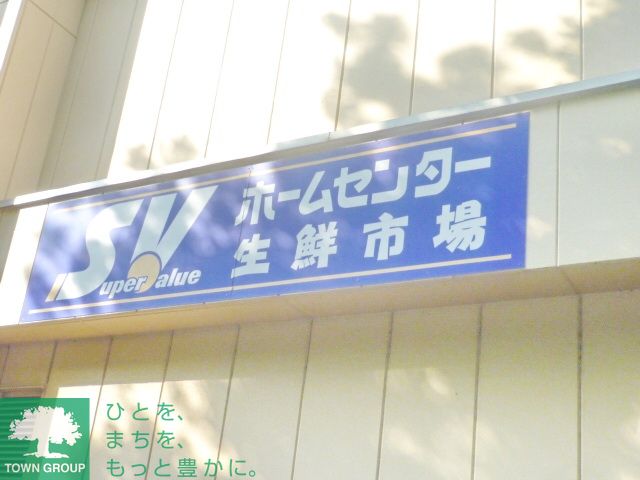 SV
Super Value
ホームセンター
生鮮市場
TOWN GROUP
ひとを、
まちを、
もっと豊かに。